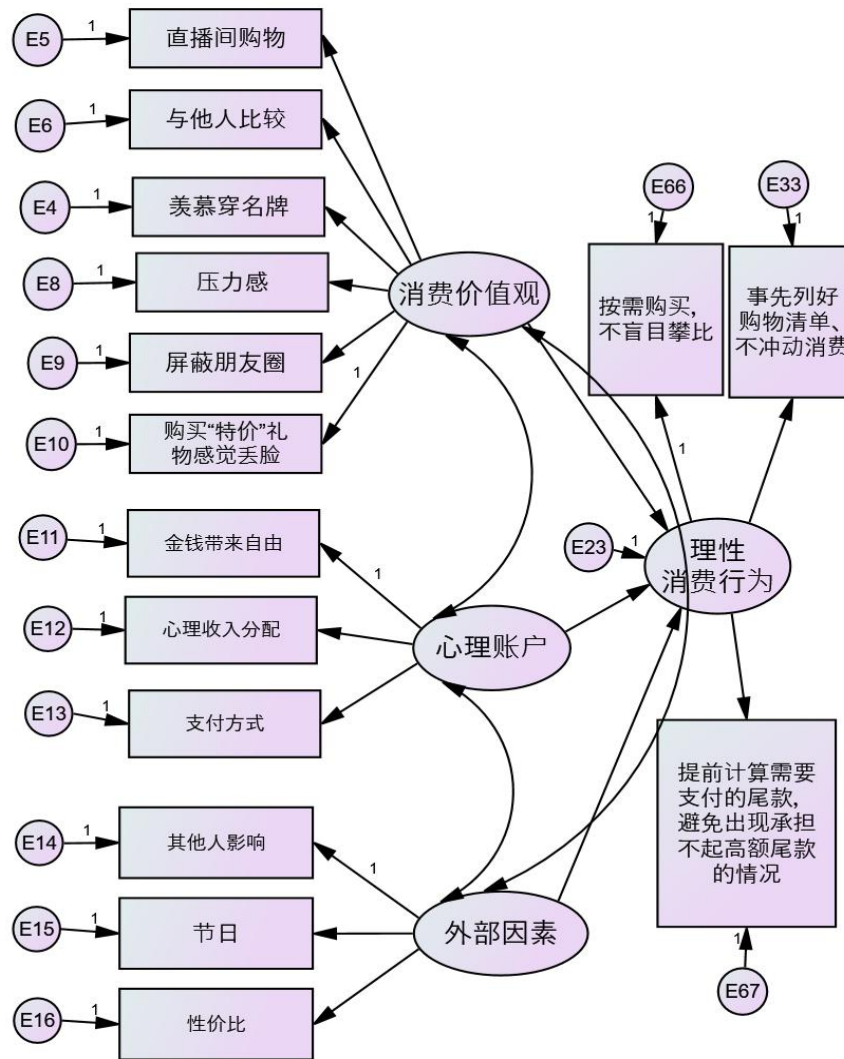 E5
1
直播间购物
E6
1
与他人比较
E4
1
羡慕穿名牌
E8
1
压力感
E9
1
屏蔽朋友圈
E10
1
购买“特价”礼
物感觉丢脸
1
消费价值观
E66
1
按需购买，
不盲目攀比
E33
1
事先列好
购物清单、
不冲动消费
1
E11
1
金钱带来自由
1
E12
1
心理收入分配
E13
1
支付方式
心理账户
E23
1
理性
消费行为
E14
1
其他人影响
1
E15
1
节日
E16
1
性价比
外部因素
提前计算需要
支付的尾款，
避免出现承担
不起高额尾款
的情况
1
E67